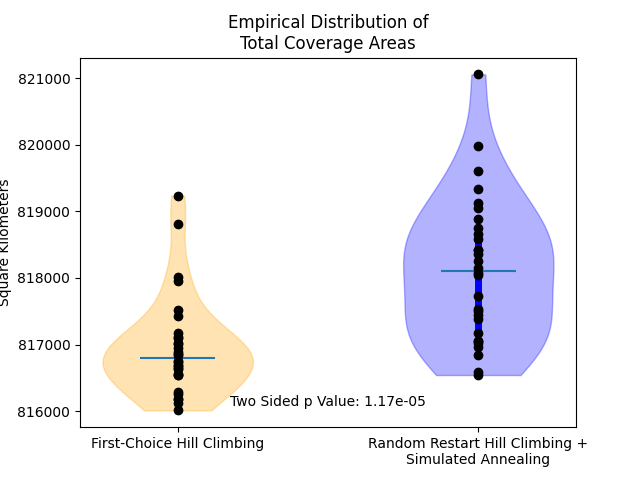 Empirical Distribution of
Total Coverage Areas
821000
820000
819000
818000
817000
816000
Square Kilometers
Two Sided p Value: 1.17e-05
First-Choice Hill Climbing
Random Restart Hill Climbing +
Simulated Annealing